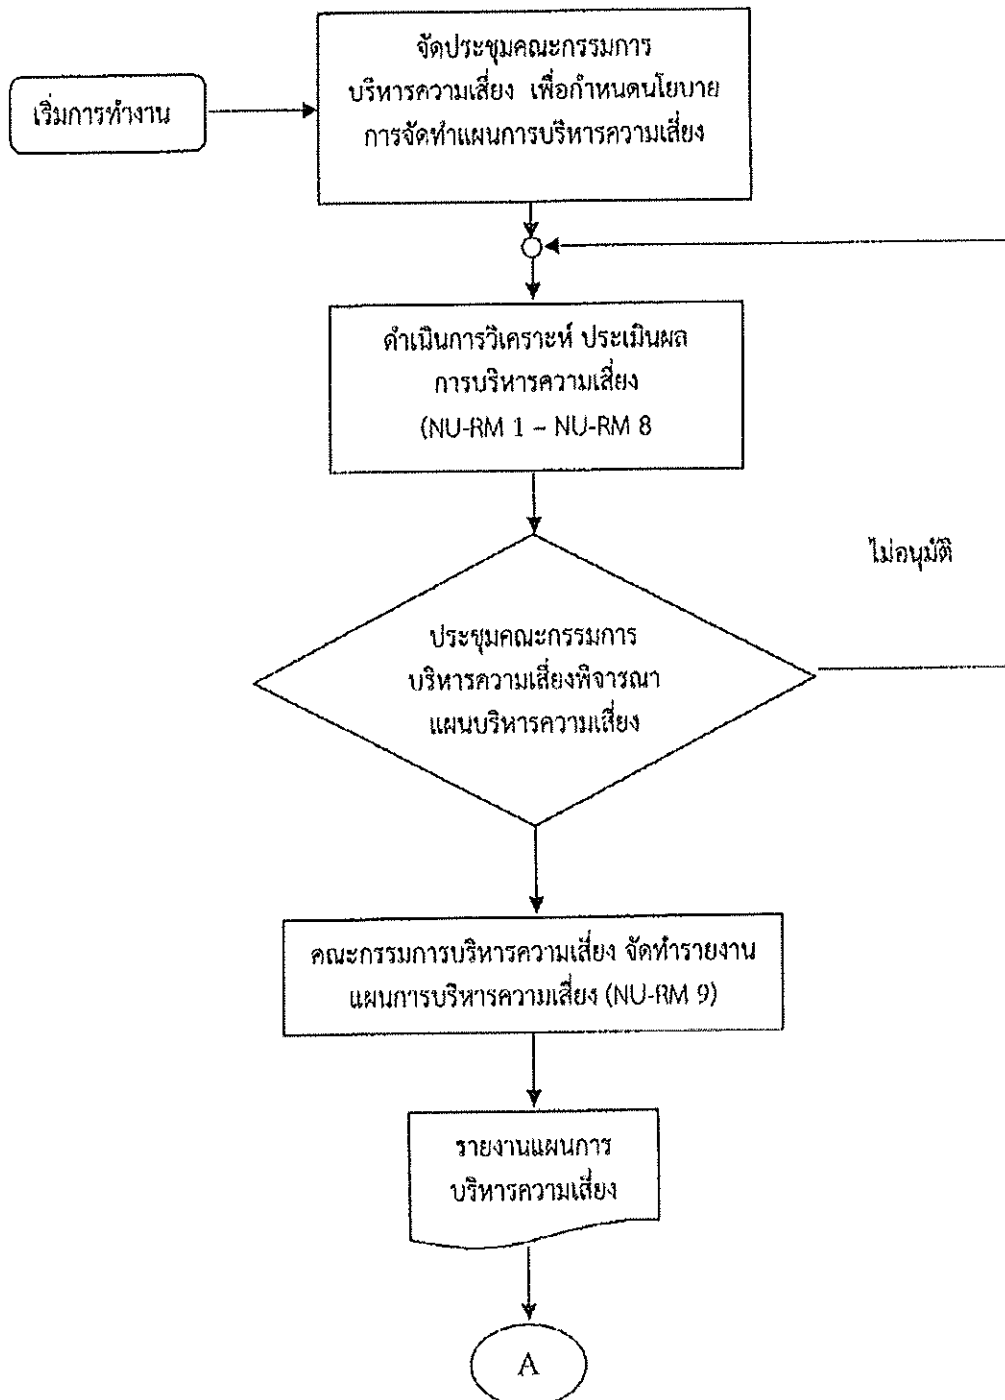 จัดประชุมคณะกรรมการ
บริหารความเสี่ยง เพื่อกำหนดนโยบาย
การจัดทำแผนการบริหารความเสี่ยง
เริ่มการทำงาน
ดำเนินการวิเคราะห์ ประเมินผล
การบริหารความเสี่ยง
(NU-RM 1 – NU-RM 8
ไม่อนุมัติ
ประชุมคณะกรรมการ
บริหารความเสี่ยงพิจารณา
แผนบริหารความเสี่ยง
คณะกรรมการบริหารความเสี่ยง จัดทำรายงาน
แผนการบริหารความเสี่ยง (NU-RM 9)
รายงานแผนการ
บริหารความเสี่ยง
A